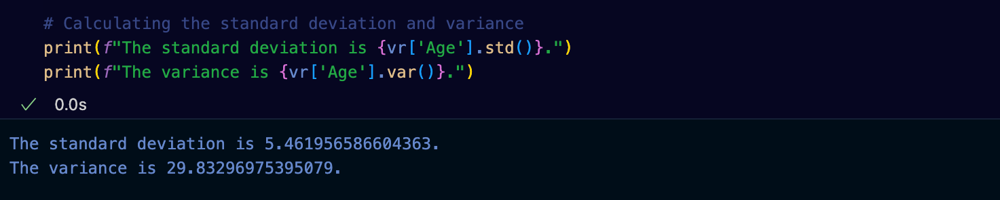 # Calculating the standard deviation and variance
print(f"The standard deviation is {vr['Age'].std()}.")
print(f"The variance is {vr['Age'].var()}.")
0.0s
The standard deviation is 5.461956586604363.
The variance is 29.83296975395079.